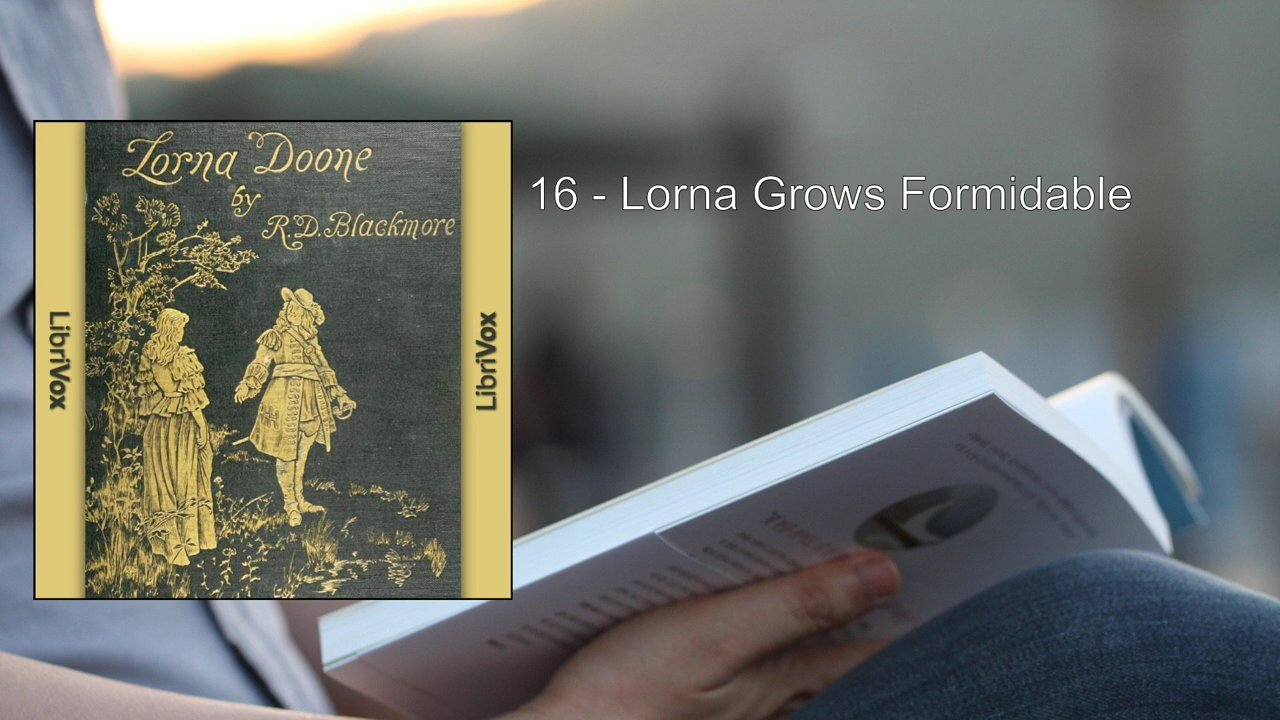 Lorna Doone
by
R.D. Blackmore
LibriVox
LibriVox
16 - Lorna Grows Formidable